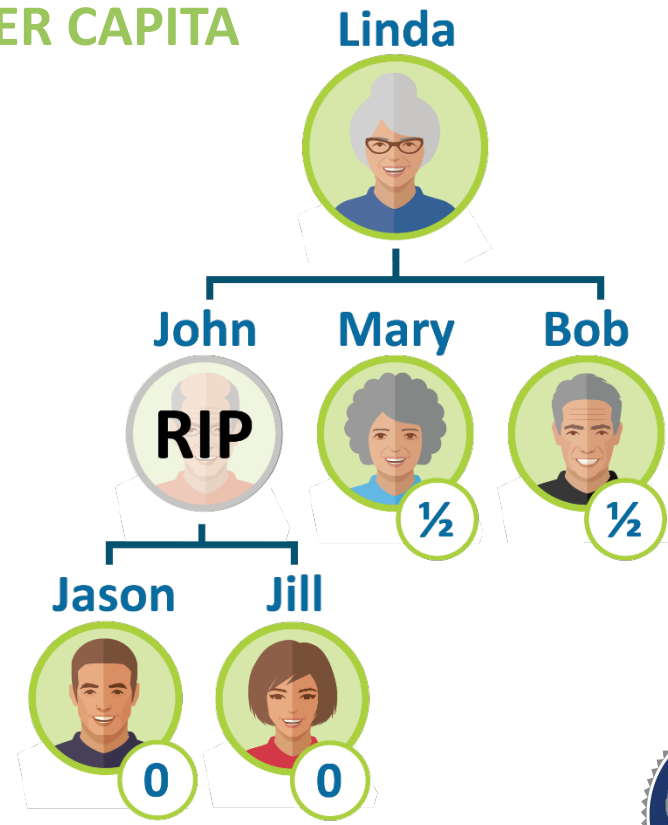 ER CAPITA
Linda
John Mary Bob
RIP
½ ½
Jason Jill
0 0